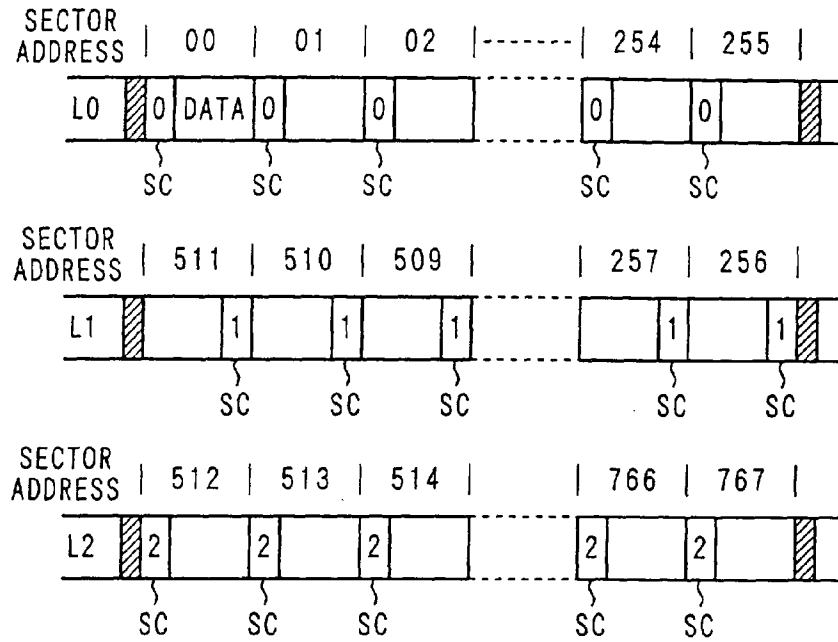 SECTOR ADDRESS | 00 | 01 | 02 | 254 | 255 |
L0 0 DATA 0 0 0 0
SC SC SC SC SC
SECTOR ADDRESS | 511 | 510 | 509 | 257 | 256 |
L1 1 1 1 1 1
SC SC SC SC SC
SECTOR ADDRESS | 512 | 513 | 514 | 766 | 767 |
L2 2 2 2 2 2
SC SC SC SC SC